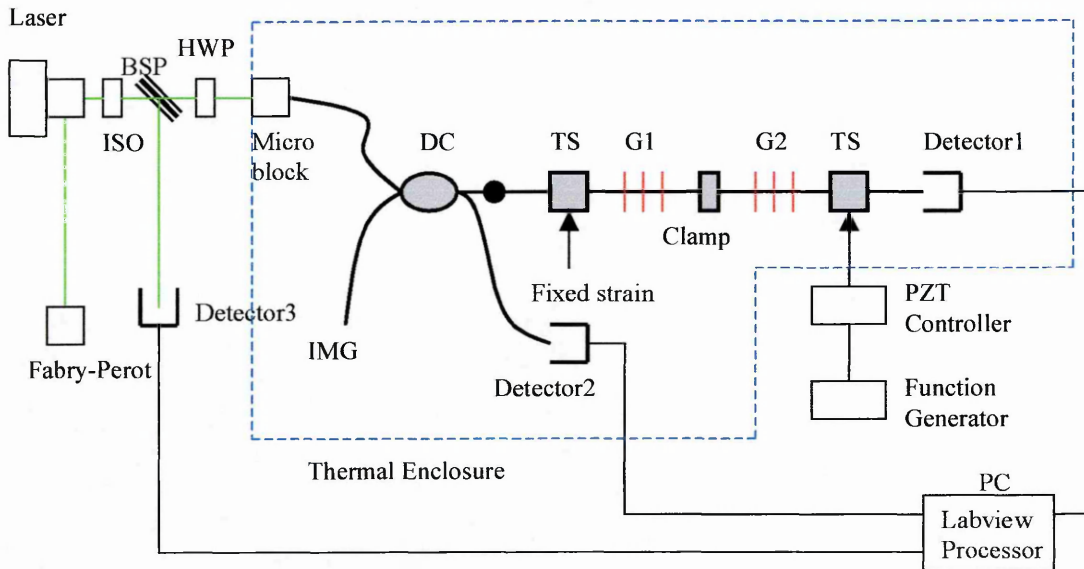 Laser
HWP
BSP
ISO
Micro
block
DC
TS
G1
G2
TS
Detector1
Clamp
Fixed strain
PZT
Controller
Detector3
IMG
Fabry-Perot
Detector2
Function
Generator
Thermal Enclosure
PC
Labview
Processor